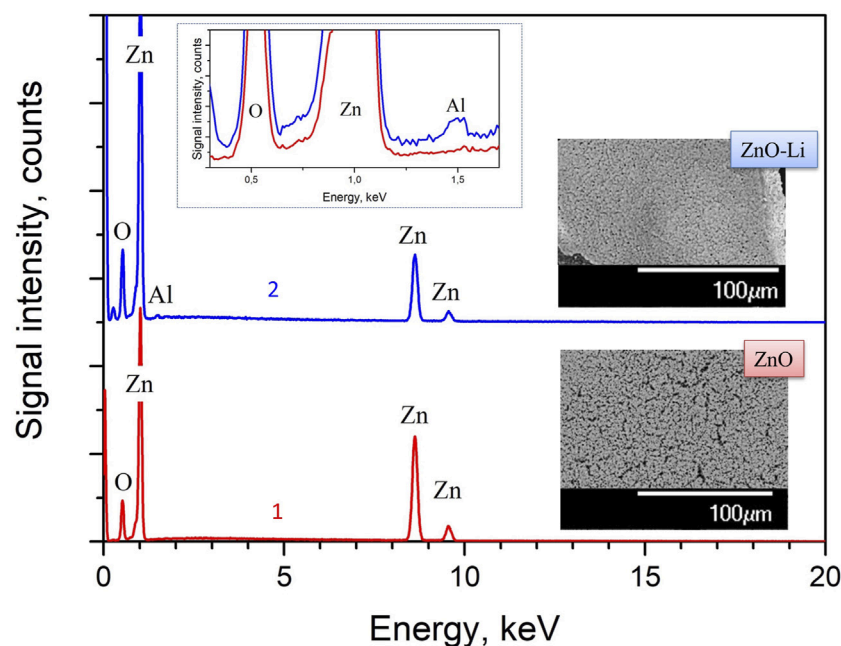 Zn
O
Al
2
Zn
Zn
Signal intensity, counts
O
Zn
Al
0,5
1,0
1,5
Energy, keV
ZnO-Li
100µm
Zn
O
1
Zn
Zn
ZnO
100µm
Signal intensity, counts
0
5
10
15
20
Energy, keV